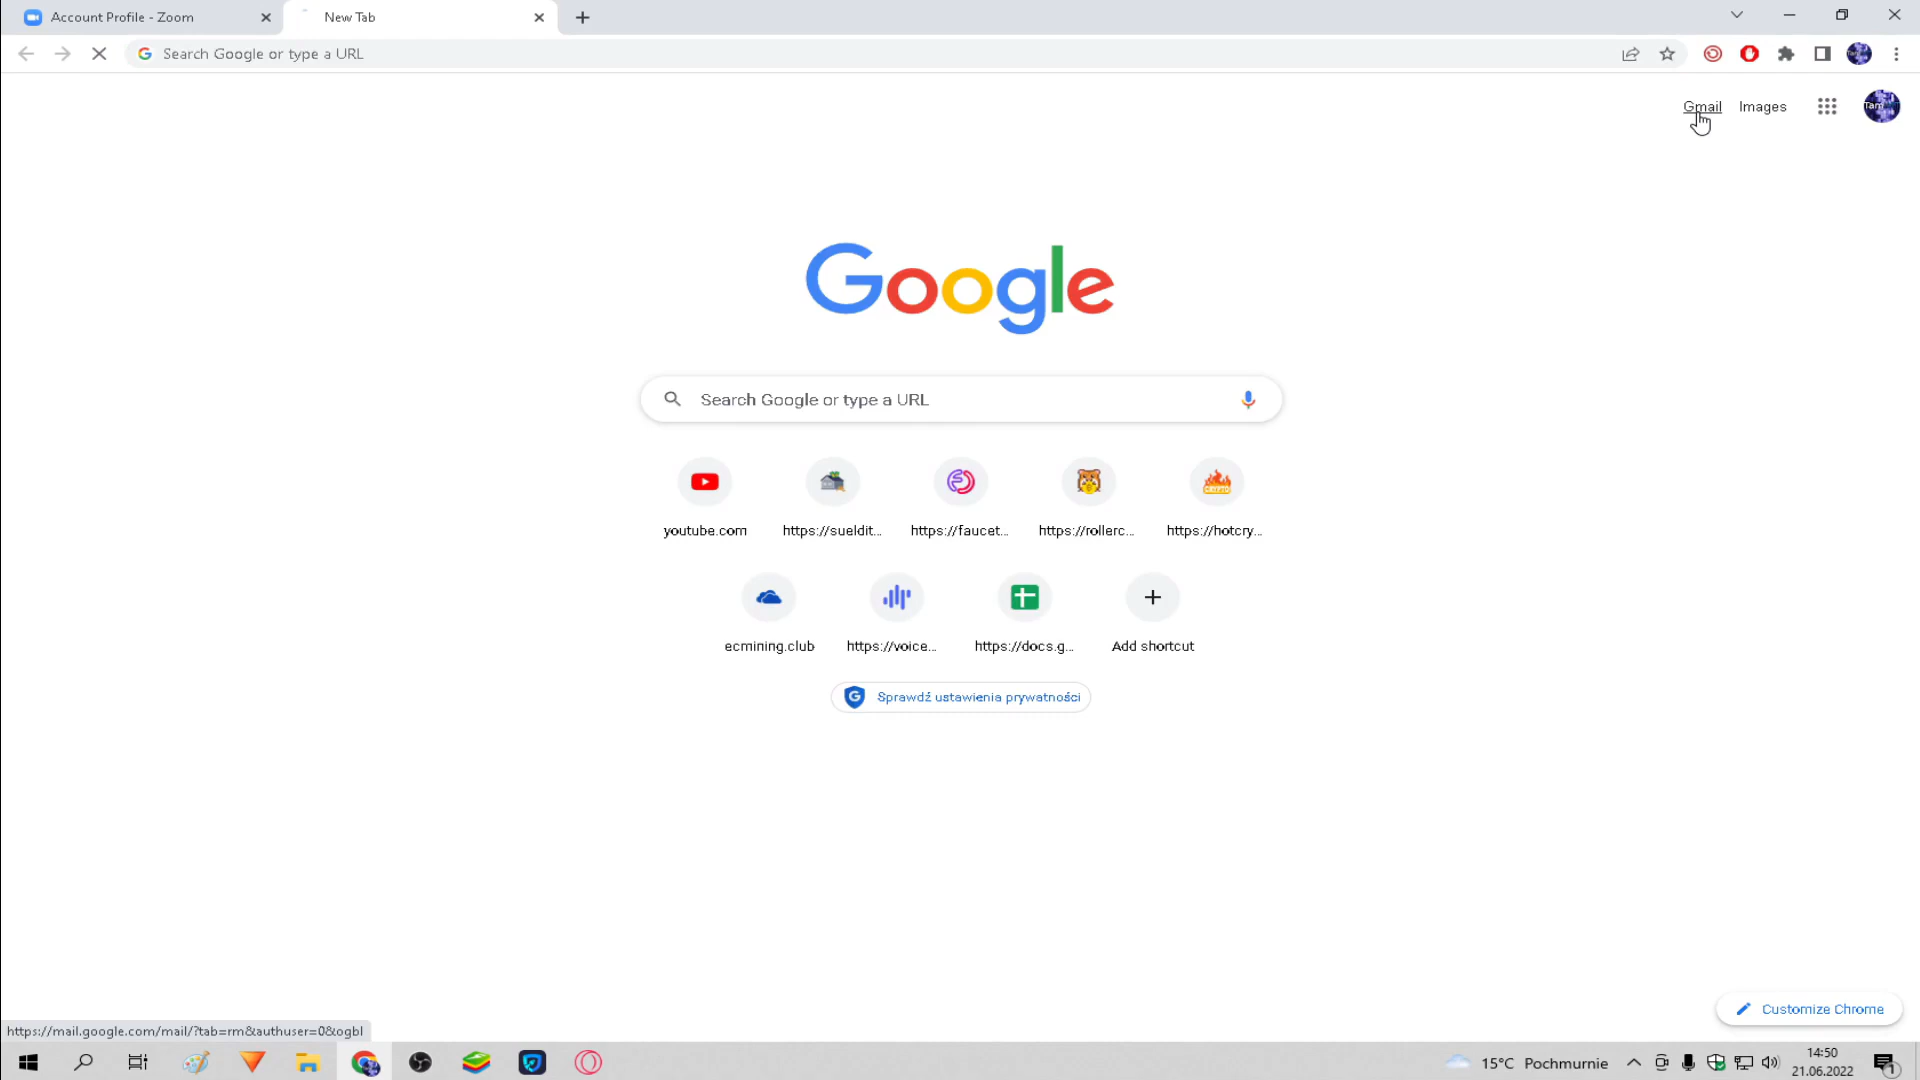 Account Profile - Zoom
New Tab
Search Google or type a URL
Gmail
Images
Tam
Google
Search Google or type a URL
youtube.com
https://sueldit...
https://faucet...
https://rollerc...
https://hotcry...
ecmining.club
https://voice...
https://docs.g...
Add shortcut
Sprawdź ustawienia prywatności
Customize Chrome
https://mail.google.com/mail/?tab=rm&authuser=0&ogbl
15°C Pochmurnie
14:50
21.06.2022
1